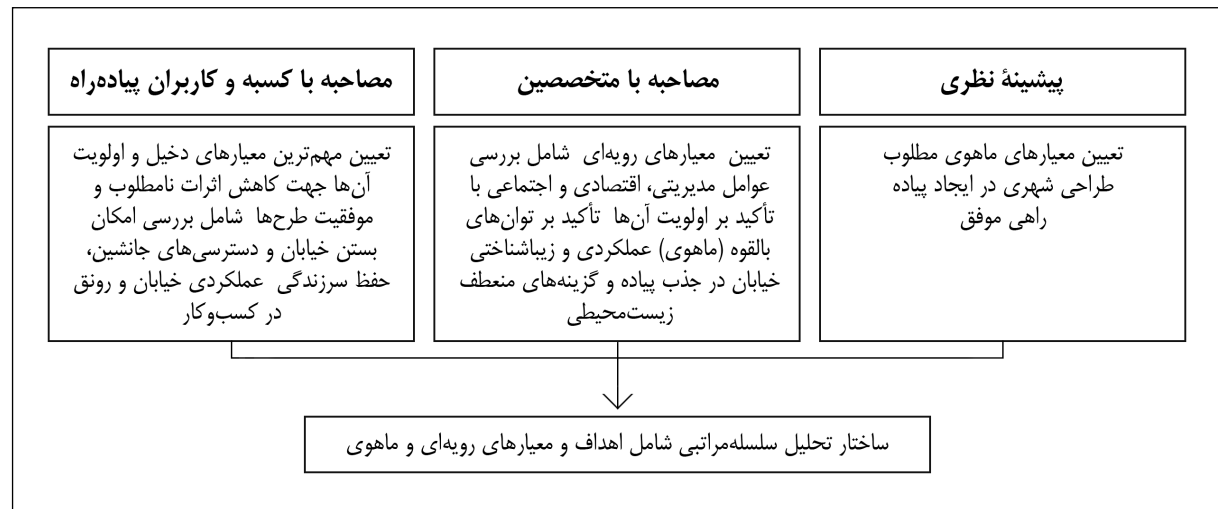 پیشینهٔ نظری
تعیین معیارهای ماهوی مطلوب
طراحی شهری در ایجاد پیاده
راهی موفق
مصاحبه با متخصصین
تعیین معیارهای رویه‌ای شامل بررسی
عوامل مدیریتی، اقتصادی و اجتماعی با
تأکید بر اولویت آن‌ها تأکید بر توان‌های
بالقوه (ماهوی) عملکردی و زیباشناختی
خیابان در جذب پیاده و گزینه‌های منعطف
زیست‌محیطی
مصاحبه با کسبه و کاربران پیاده‌راه
تعیین مهم‌ترین معیارهای دخیل و اولویت
آن‌ها جهت کاهش اثرات نامطلوب و
موفقیت طرح‌ها شامل بررسی امکان
بستن خیابان و دسترسی‌های جانشین،
حفظ سرزندگی عملکردی خیابان و رونق
در کسب‌وکار
ساختار تحلیل سلسله‌مراتبی شامل اهداف و معیارهای رویه‌ای و ماهوی